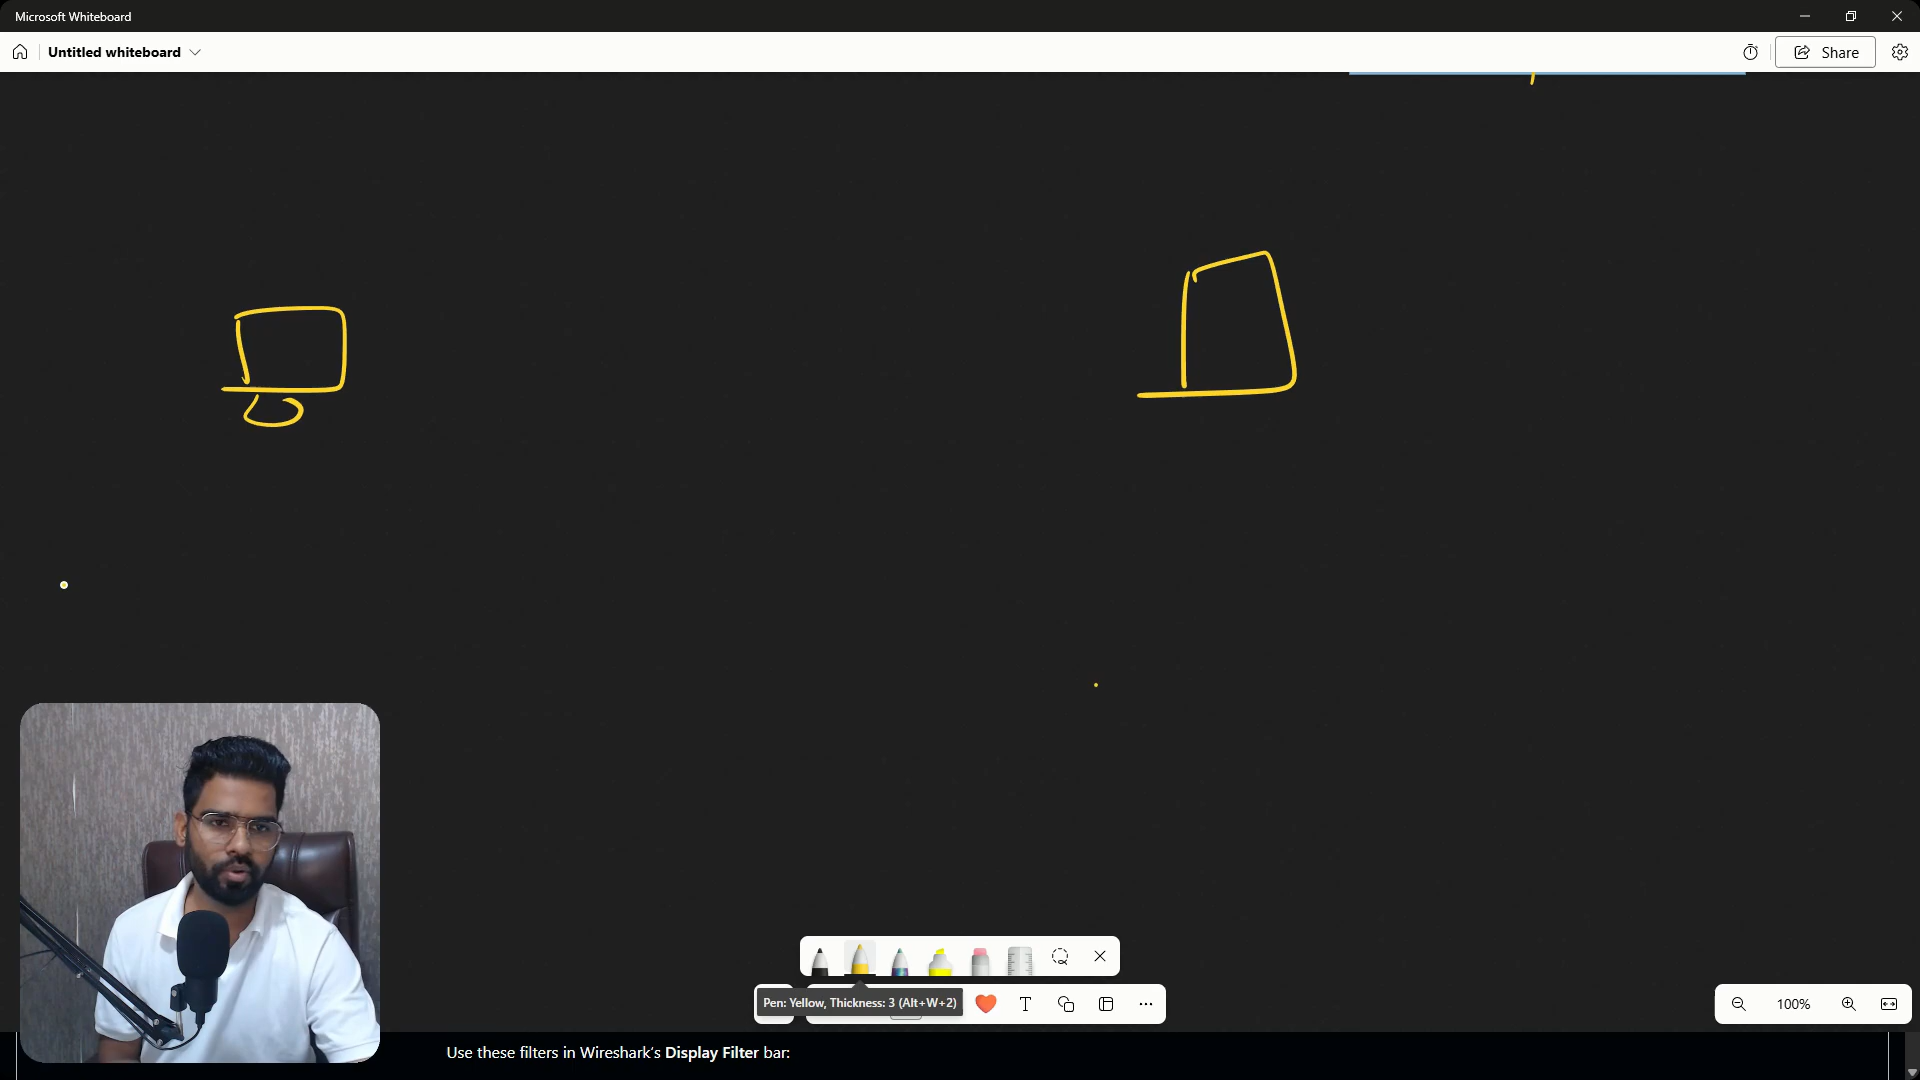 Microsoft Whiteboard
Untitled whiteboard
Share
Pen: Yellow, Thickness: 3 (Alt+W+2)
T
100%
Use these filters in Wireshark's Display Filter bar: